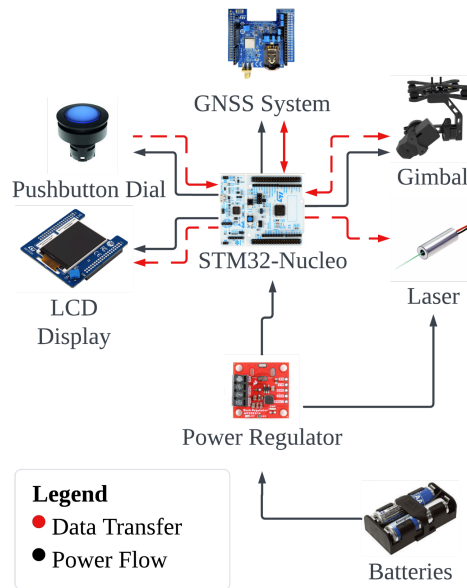 GNSS System
Pushbutton Dial
Gimbal
STM32-Nucleo
LCD
Display
Laser
Power Regulator
Legend
Data Transfer
Power Flow
Batteries